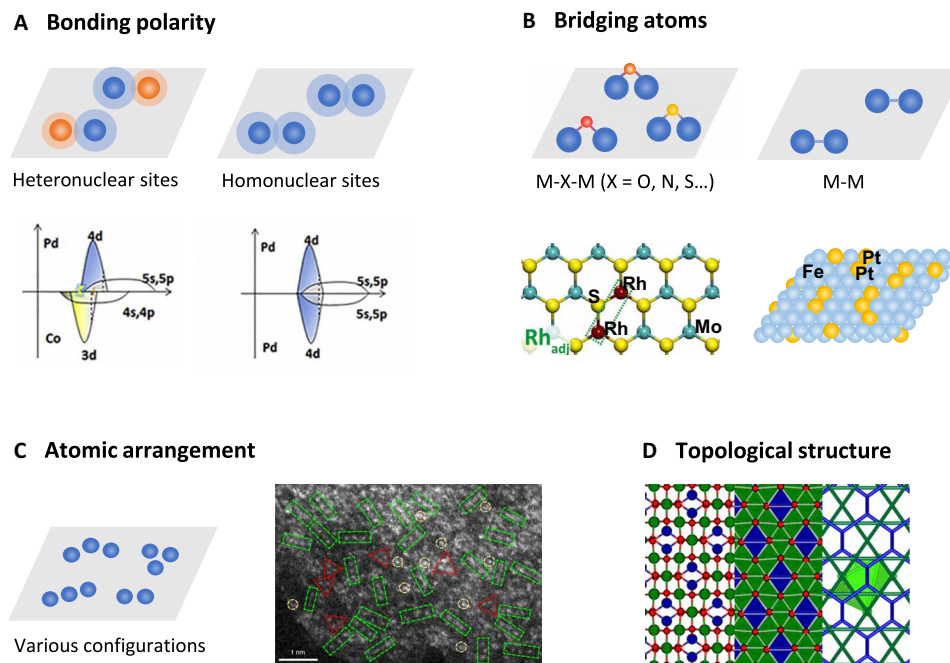 A Bonding polarity
Heteronuclear sites
Homonuclear sites
Pd
4d
5s,5p
4s,4p
Co
3d
Pd
4d
5s,5p
5s,5p
Pd
4d
B Bridging atoms
M-X-M (X = O, N, S...)
M-M
S
Rh
Rh
Mo
Rh adj
Fe
Pt
Pt
C Atomic arrangement
Various configurations
1 nm
D Topological structure